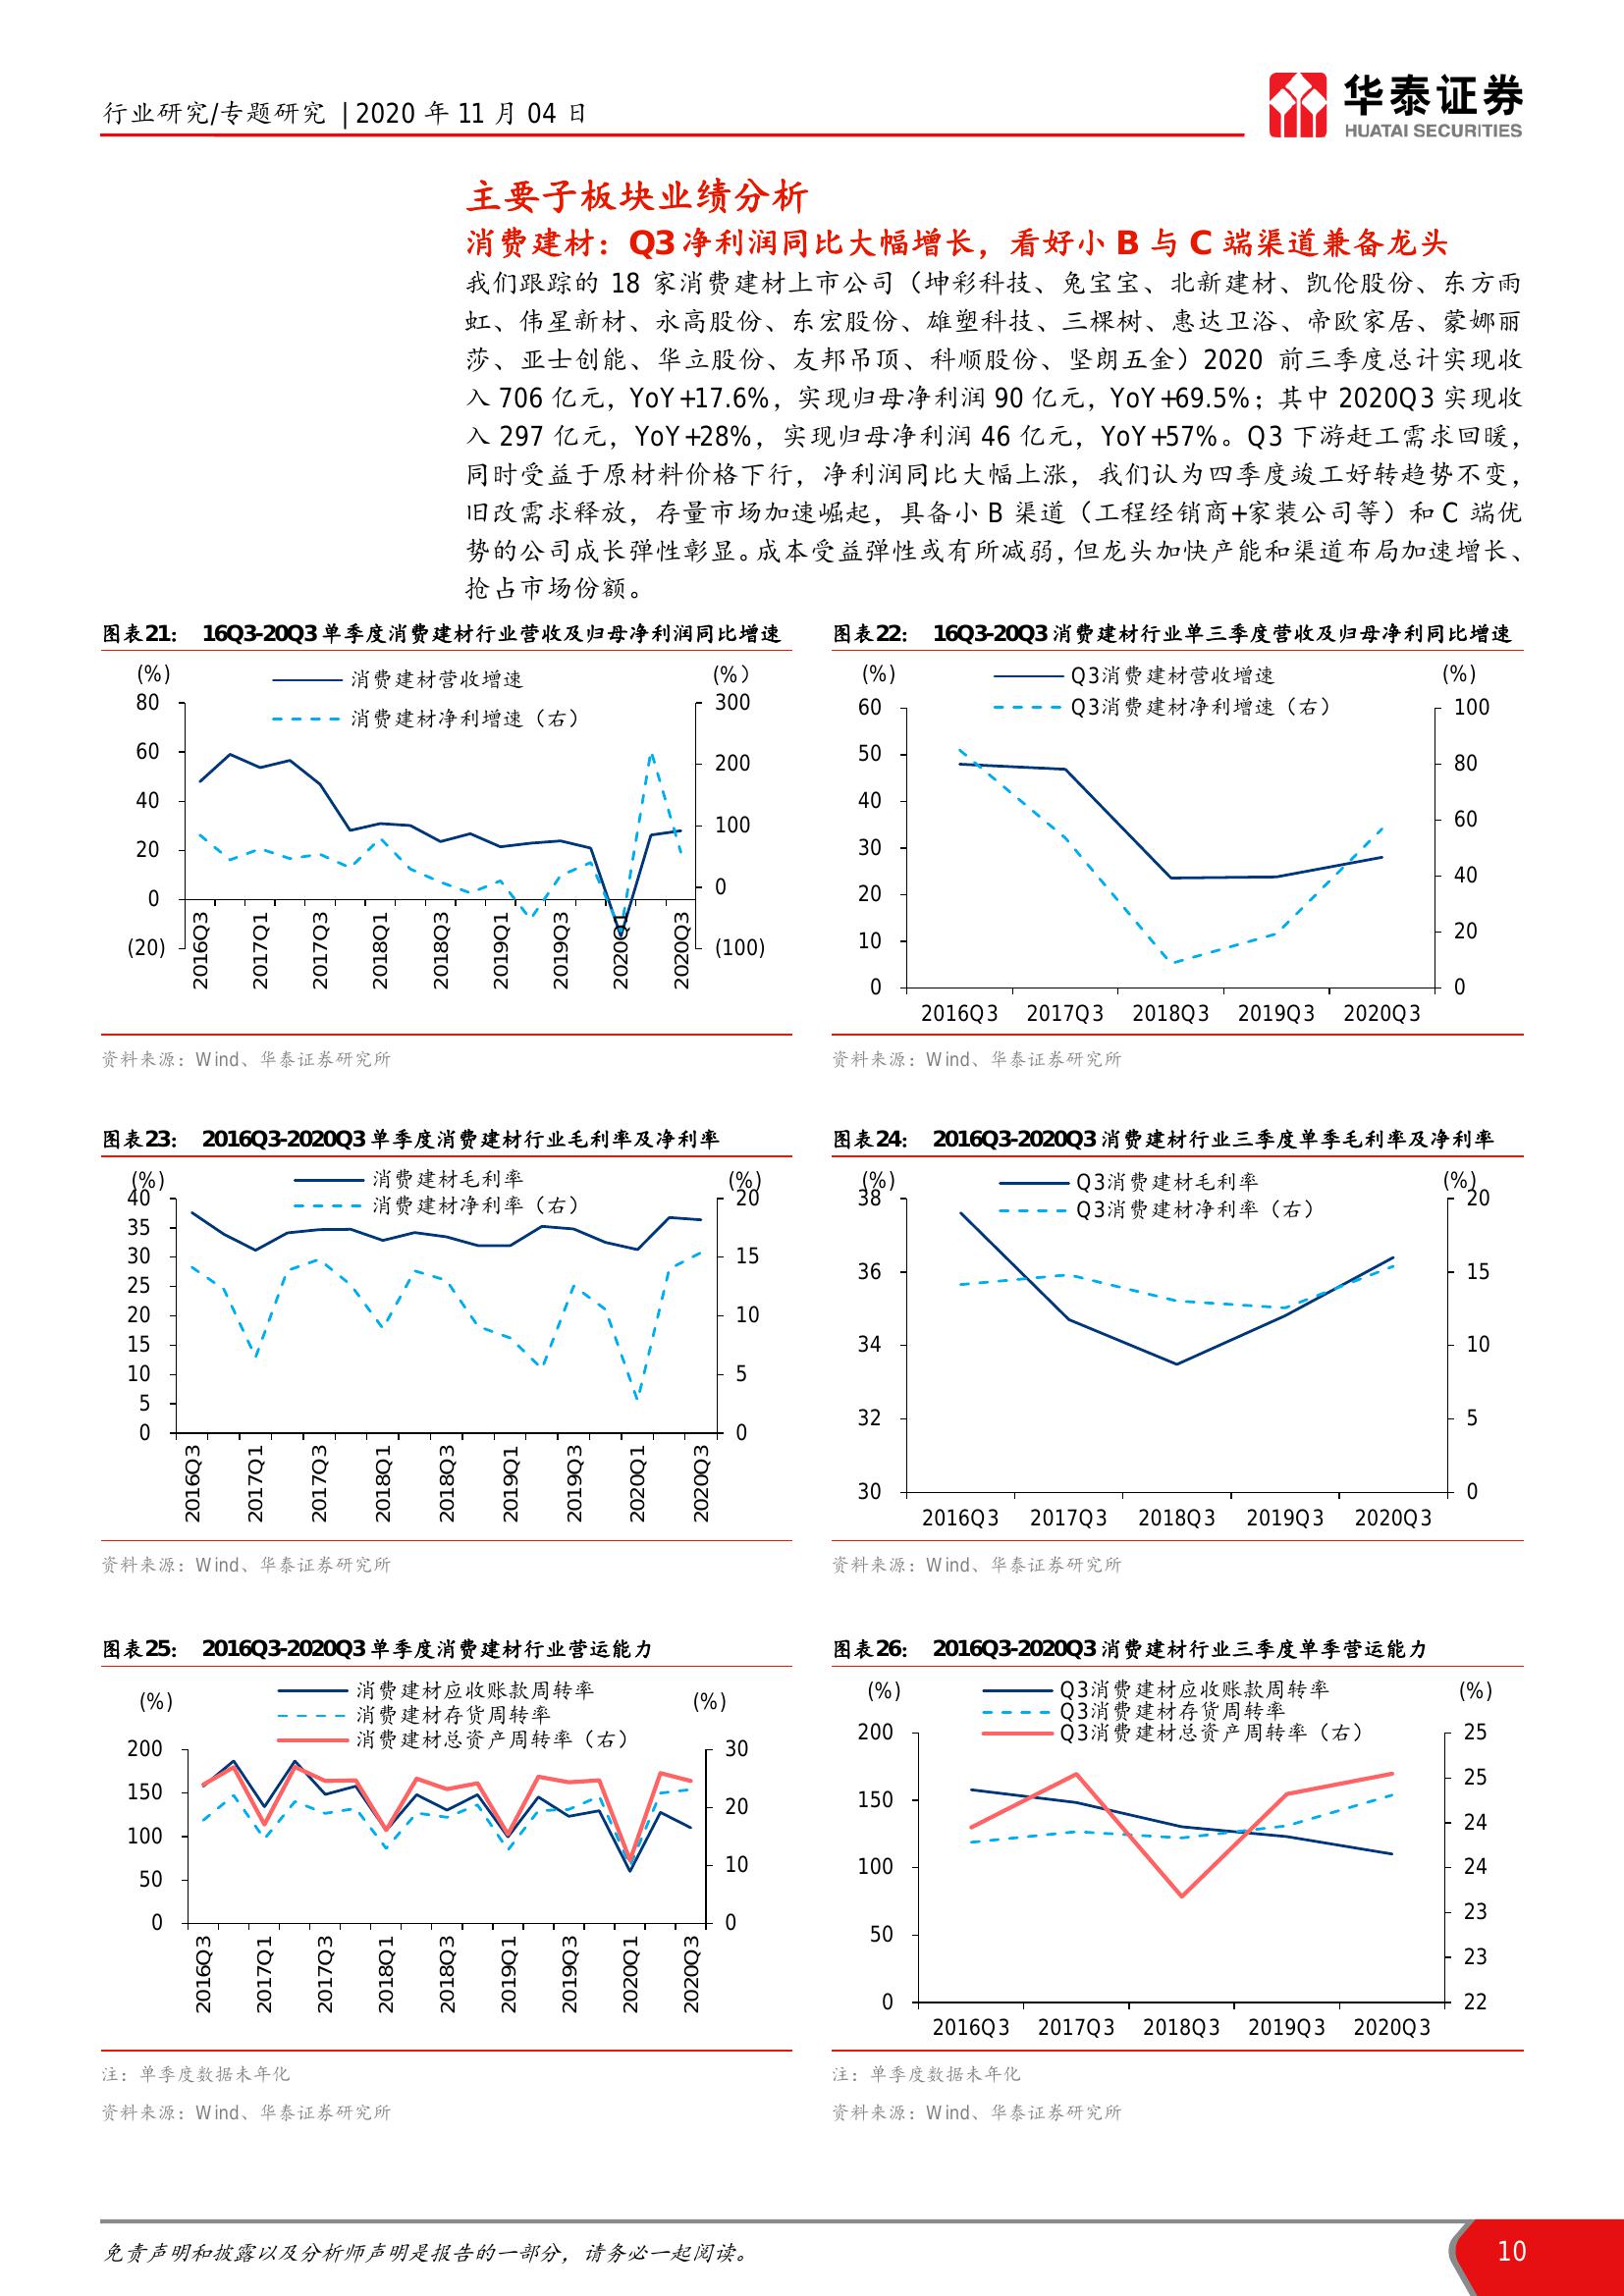 行业研究/专题研究 | 2020 年 11 月 04 日
华泰证券
HUATAI SECURITIES
主要子板块业绩分析
消费建材：Q3 净利润同比大幅增长，看好小 B 与 C 端渠道兼备龙头
我们跟踪的 18 家消费建材上市公司（坤彩科技、兔宝宝、北新建材、凯伦股份、东方雨
虹、伟星新材、永高股份、东宏股份、雄塑科技、三棵树、惠达卫浴、帝欧家居、蒙娜丽
莎、亚士创能、华立股份、友邦吊顶、科顺股份、坚朗五金）2020 前三季度总计实现收
入 706 亿元，YoY+17.6%，实现归母净利润 90 亿元，YoY+69.5%；其中 2020Q3 实现收
入 297 亿元，YoY+28%，实现归母净利润 46 亿元，YoY+57%。Q3 下游赶工需求回暖，
同时受益于原材料价格下行，净利润同比大幅上涨，我们认为四季度竣工好转趋势不变，
旧改需求释放，存量市场加速崛起，具备小 B 渠道（工程经销商+家装公司等）和 C 端优
势的公司成长弹性彰显。成本受益弹性或有所减弱，但龙头加快产能和渠道布局加速增长、
抢占市场份额。
图表21： 16Q3-20Q3 单季度消费建材行业营收及归母净利润同比增速
(%)
(%）
消费建材营收增速
消费建材净利增速（右）
80
60
40
20
0
(20)
300
200
100
0
(100)
2016Q3
2017Q1
2017Q3
2018Q1
2018Q3
2019Q1
2019Q3
2020Q1
2020Q3
资料来源：Wind、华泰证券研究所
图表22： 16Q3-20Q3 消费建材行业单三季度营收及归母净利同比增速
(%)
(%)
Q3消费建材营收增速
Q3消费建材净利增速（右）
60
50
40
30
20
10
0
100
80
60
40
20
0
2016Q3 2017Q3 2018Q3 2019Q3 2020Q3
资料来源：Wind、华泰证券研究所
图表23： 2016Q3-2020Q3 单季度消费建材行业毛利率及净利率
(%)
(%)
消费建材毛利率
消费建材净利率（右）
40
35
30
25
20
15
10
5
0
20
15
10
5
0
2016Q3
2017Q1
2017Q3
2018Q1
2018Q3
2019Q1
2019Q3
2020Q1
2020Q3
资料来源：Wind、华泰证券研究所
图表24： 2016Q3-2020Q3 消费建材行业三季度单季毛利率及净利率
(%)
(%)
Q3消费建材毛利率
Q3消费建材净利率（右）
38
36
34
32
30
20
15
10
5
0
2016Q3 2017Q3 2018Q3 2019Q3 2020Q3
资料来源：Wind、华泰证券研究所
图表25： 2016Q3-2020Q3 单季度消费建材行业营运能力
(%)
(%)
消费建材应收账款周转率
消费建材存货周转率
消费建材总资产周转率（右）
200
150
100
50
0
30
20
10
0
2016Q3
2017Q1
2017Q3
2018Q1
2018Q3
2019Q1
2019Q3
2020Q1
2020Q3
注：单季度数据未年化
资料来源：Wind、华泰证券研究所
图表26： 2016Q3-2020Q3 消费建材行业三季度单季营运能力
(%)
(%)
Q3消费建材应收账款周转率
Q3消费建材存货周转率
Q3消费建材总资产周转率（右）
200
150
100
50
0
25
25
24
24
23
23
22
2016Q3 2017Q3 2018Q3 2019Q3 2020Q3
注：单季度数据未年化
资料来源：Wind、华泰证券研究所
免责声明和披露以及分析师声明是报告的一部分，请务必一起阅读。
10